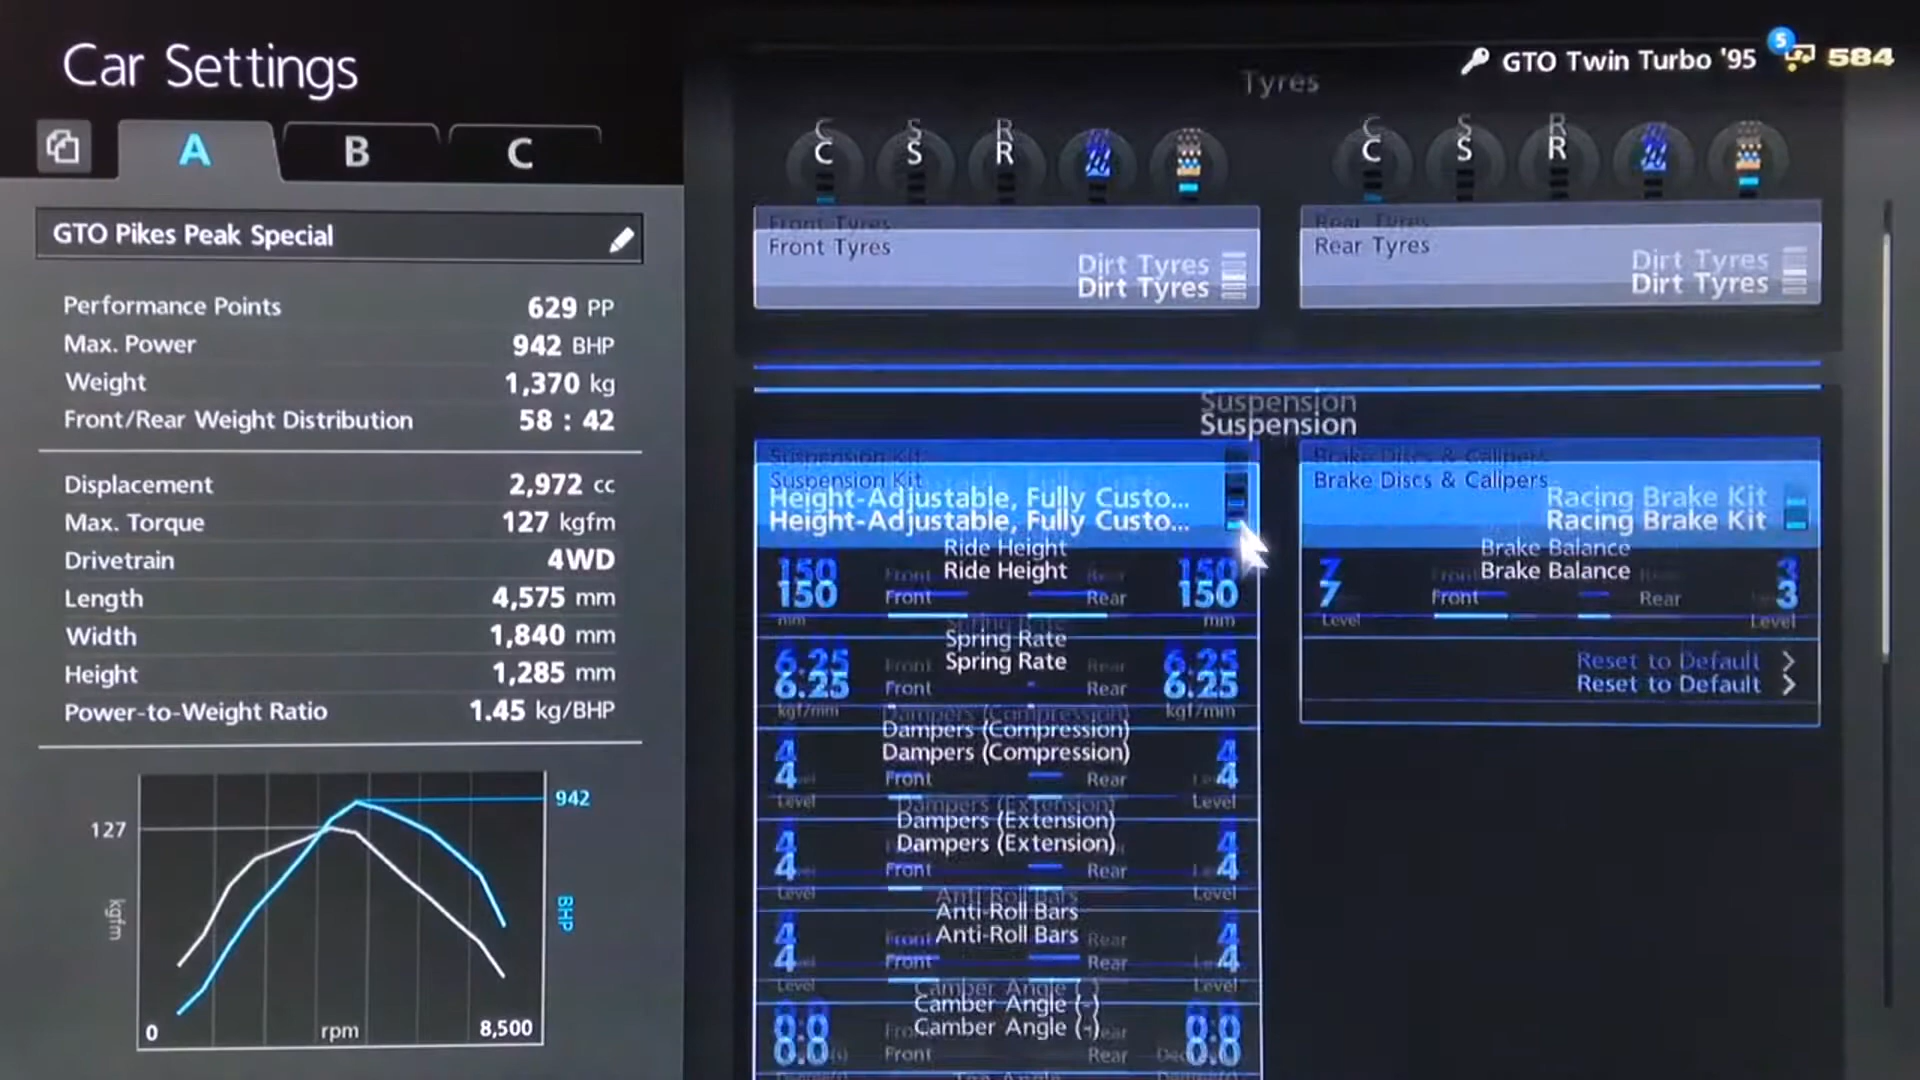 Car Settings
GTO Twin Turbo '95
5
584
A
B
C
GTO Pikes Peak Special
Performance Points 629 PP
Max. Power 942 BHP
Weight 1,370 kg
Front/Rear Weight Distribution 58 : 42
Displacement 2,972 cc
Max. Torque 127 kgfm
Drivetrain 4WD
Length 4,575 mm
Width 1,840 mm
Height 1,285 mm
Power-to-Weight Ratio 1.45 kg/BHP
942
127
kgfm
BHP
0 rpm 8,500
Tyres
C S R
C S R
Front Tyres
Dirt Tyres
Rear Tyres
Dirt Tyres
Suspension
Suspension Kit
Height-Adjustable, Fully Custo...
Ride Height
150 Front Rear 150
mm mm
Spring Rate
6.25 Front Rear 6.25
kgf/mm kgf/mm
Dampers (Compression)
4 Front Rear 4
Level Level
Dampers (Extension)
4 Front Rear 4
Level Level
Anti-Roll Bars
4 Front Rear 4
Level Level
Camber Angle (-)
0.0 Front Rear 0.0
Brake Discs & Calipers
Racing Brake Kit
Brake Balance
7 Front Rear 3
Level Level
Reset to Default